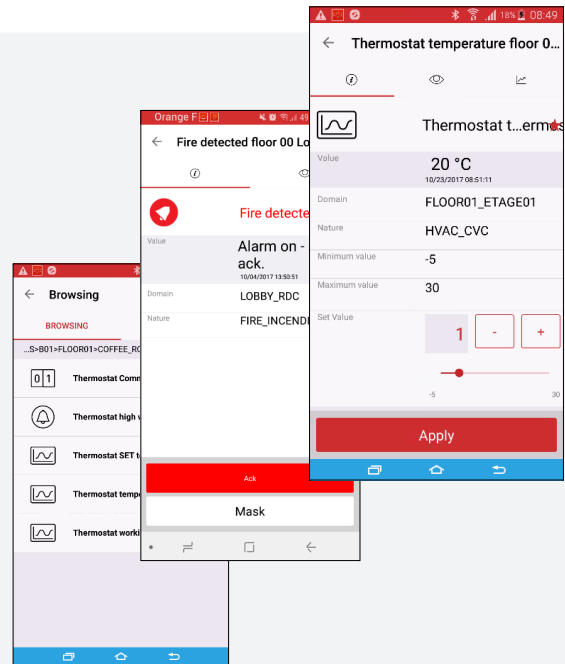 18% 08:49
Thermostat temperature floor 0...
Thermostat t...ermos
Value
20 °C
10/23/2017 08:51:11
Domain
FLOOR01_ETAGE01
Nature
HVAC_CVC
Minimum value
-5
Maximum value
30
Set Value
1
-
+
-5
30
Apply
Orange F
49
Fire detected floor 00 Lo
Fire detecte
Value
Alarm on -
ack.
10/04/2017 13:50:51
Domain
LOBBY_RDC
Nature
FIRE_INCENDI
Ack
Mask
Browsing
BROWSING
...S>B01>FLOOR01>COFFEE_RO
0 1
Thermostat Comm
Thermostat high
Thermostat SET t
Thermostat tempe
Thermostat worki